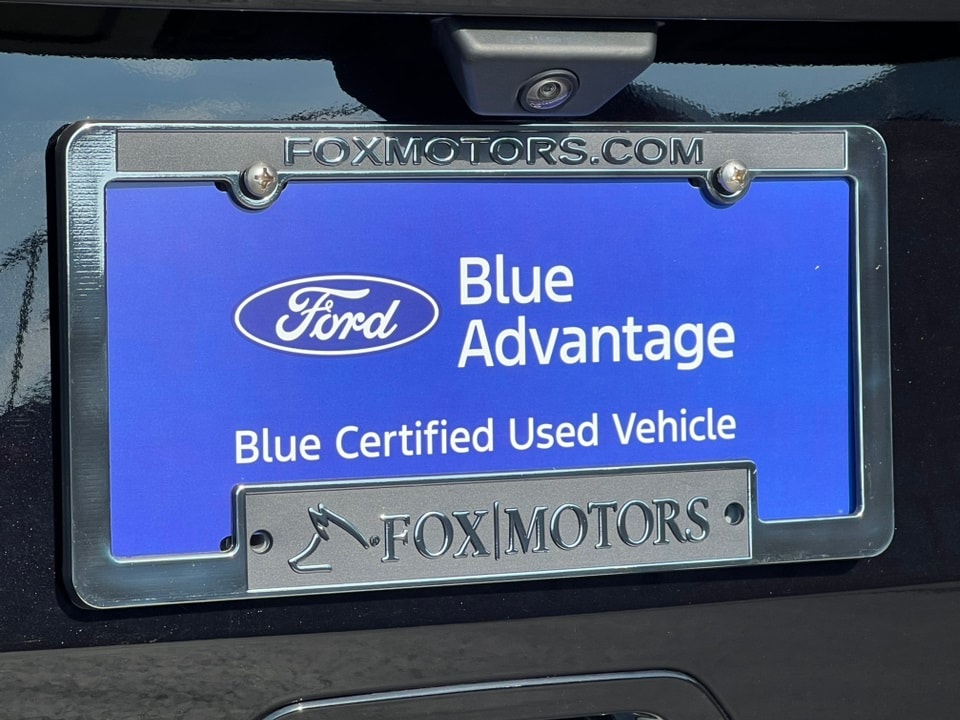 FOXMOTORS.COM
Ford
Blue
Advantage
Blue Certified Used Vehicle
FOX|MOTORS